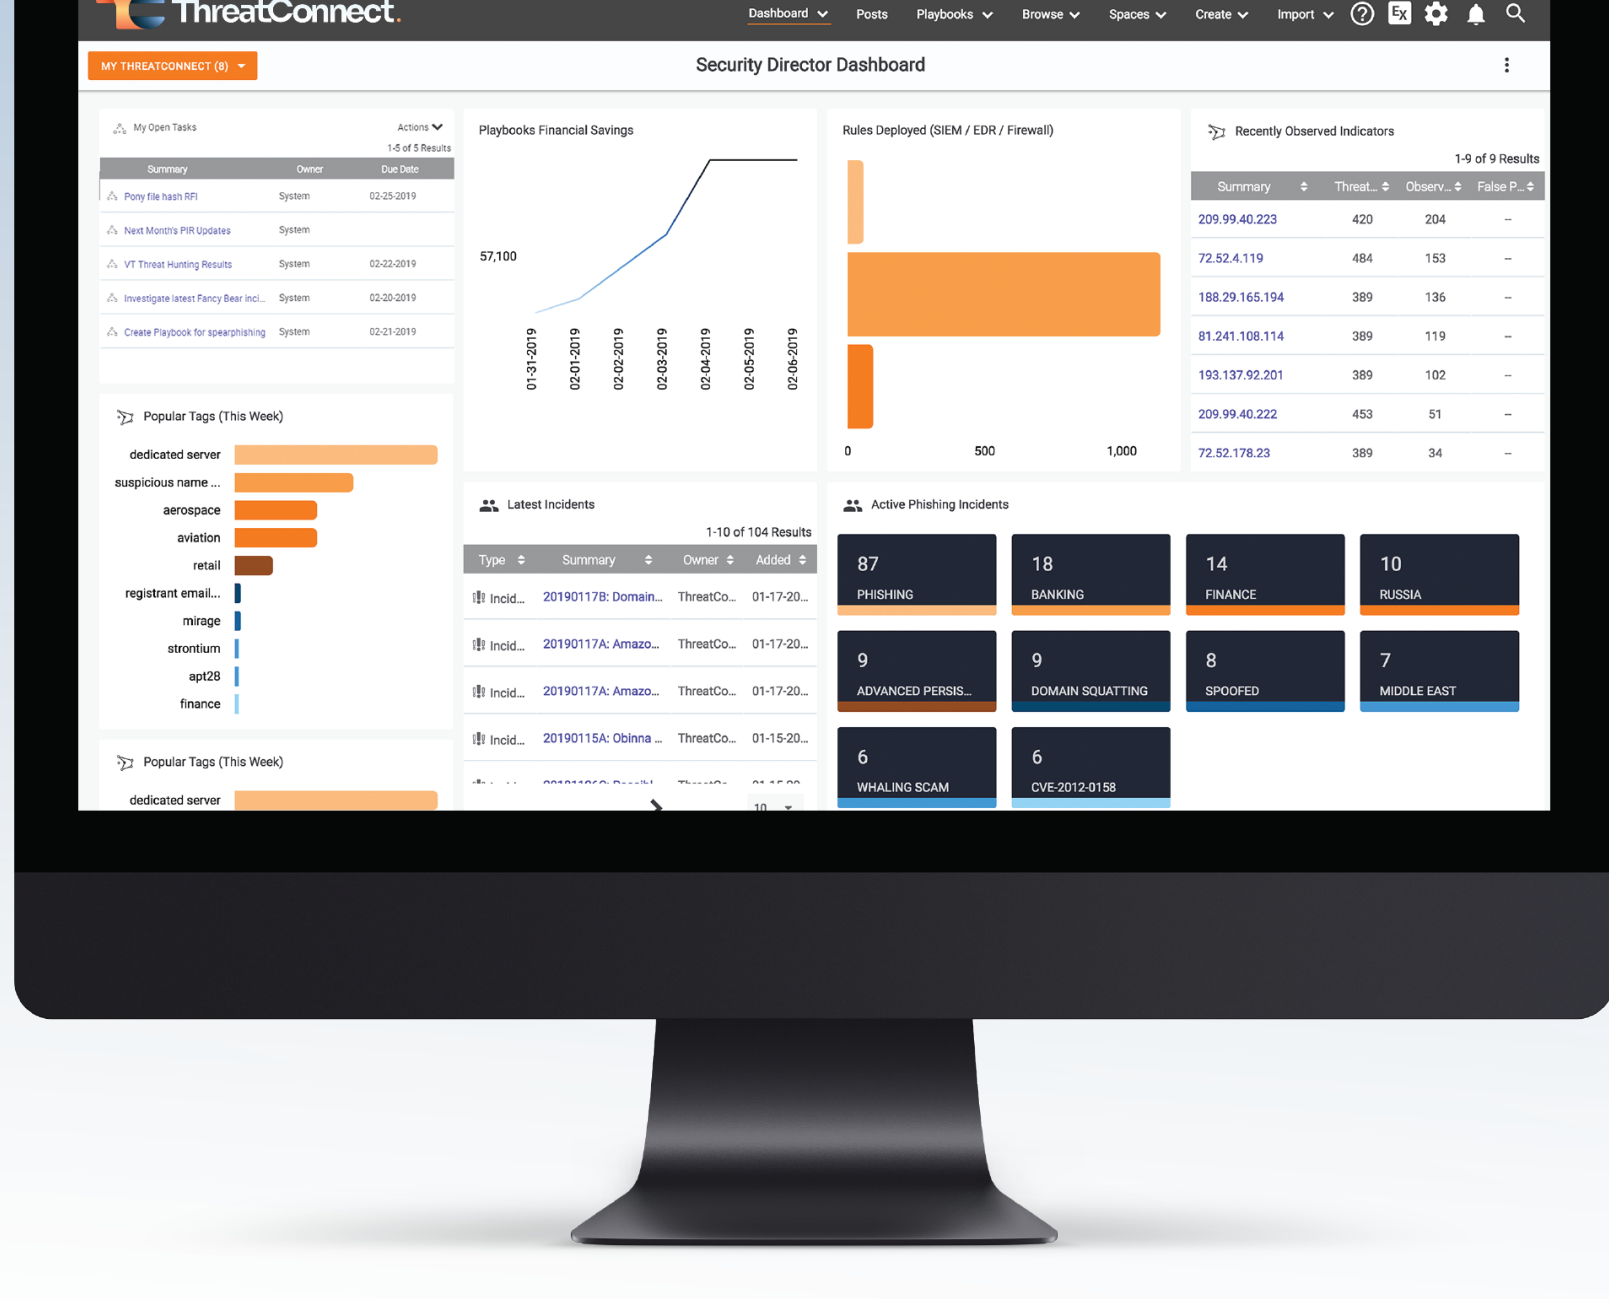 ThreatConnect.
Dashboard Posts Playbooks Browse Spaces Create Import ? Ex
MY THREATCONNECT (8)
Security Director Dashboard
My Open Tasks
Actions
1-5 of 5 Results
Summary Owner Due Date
Pony file hash RFI System 02-25-2019
Next Month's PIR Updates System
VT Threat Hunting Results System 02-22-2019
Investigate latest Fancy Bear inci... System 02-20-2019
Create Playbook for spearphishing System 02-21-2019
Popular Tags (This Week)
dedicated server
suspicious name ...
aerospace
aviation
retail
registrant email...
mirage
strontium
apt28
finance
Popular Tags (This Week)
dedicated server
Playbooks Financial Savings
57,100
01-31-2019
02-01-2019
02-02-2019
02-03-2019
02-04-2019
02-05-2019
02-06-2019
Latest Incidents
1-10 of 104 Results
Type Summary Owner Added
Incid... 20190117B: Domain... ThreatCo... 01-17-20...
Incid... 20190117A: Amazo... ThreatCo... 01-17-20...
Incid... 20190117A: Amazo... ThreatCo... 01-17-20...
Incid... 20190115A: Obinna ... ThreatCo... 01-15-20...
10
Rules Deployed (SIEM / EDR / Firewall)
0 500 1,000
Recently Observed Indicators
1-9 of 9 Results
Summary Threat... Observ... False P...
209.99.40.223 420 204 --
72.52.4.119 484 153 --
188.29.165.194 389 136 --
81.241.108.114 389 119 --
193.137.92.201 389 102 --
209.99.40.222 453 51 --
72.52.178.23 389 34 --
Active Phishing Incidents
87
PHISHING
18
BANKING
14
FINANCE
10
RUSSIA
9
ADVANCED PERSIS...
9
DOMAIN SQUATTING
8
SPOOFED
7
MIDDLE EAST
6
WHALING SCAM
6
CVE-2012-0158